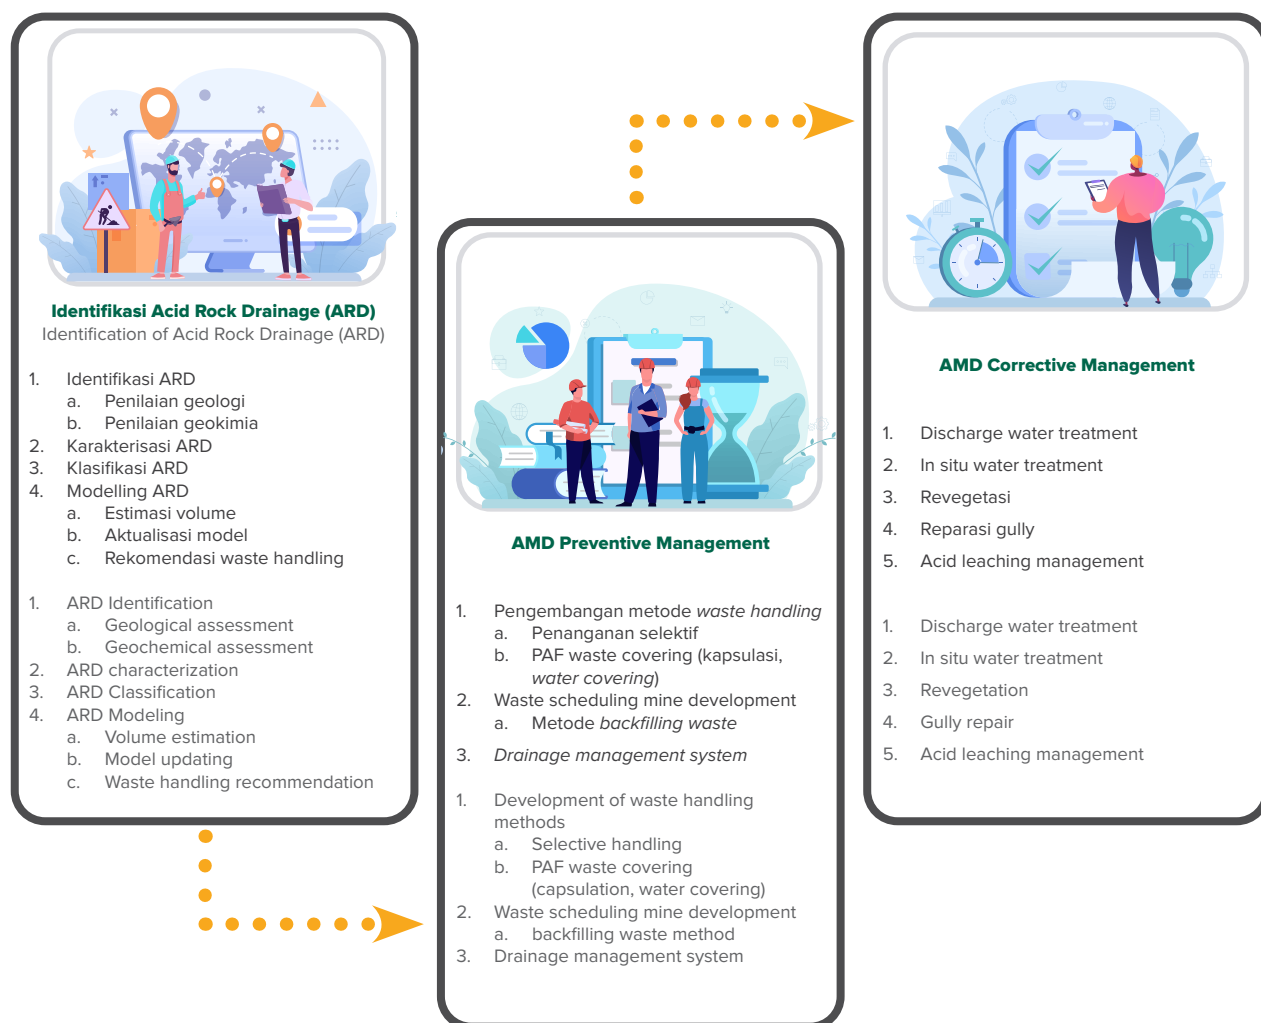 Identifikasi Acid Rock Drainage (ARD)
Identification of Acid Rock Drainage (ARD)
1. Identifikasi ARD
a. Penilaian geologi
b. Penilaian geokimia
2. Karakterisasi ARD
3. Klasifikasi ARD
4. Modelling ARD
a. Estimasi volume
b. Aktualisasi model
c. Rekomendasi waste handling
1. ARD Identification
a. Geological assessment
b. Geochemical assessment
2. ARD characterization
3. ARD Classification
4. ARD Modeling
a. Volume estimation
b. Model updating
c. Waste handling recommendation
AMD Preventive Management
1. Pengembangan metode waste handling
a. Penanganan selektif
b. PAF waste covering (kapsulasi,
water covering)
2. Waste scheduling mine development
a. Metode backfilling waste
3. Drainage management system
1. Development of waste handling
methods
a. Selective handling
b. PAF waste covering
(capsulation, water covering)
2. Waste scheduling mine development
a. backfilling waste method
3. Drainage management system
AMD Corrective Management
1. Discharge water treatment
2. In situ water treatment
3. Revegetasi
4. Reparasi gully
5. Acid leaching management
1. Discharge water treatment
2. In situ water treatment
3. Revegetation
4. Gully repair
5. Acid leaching management